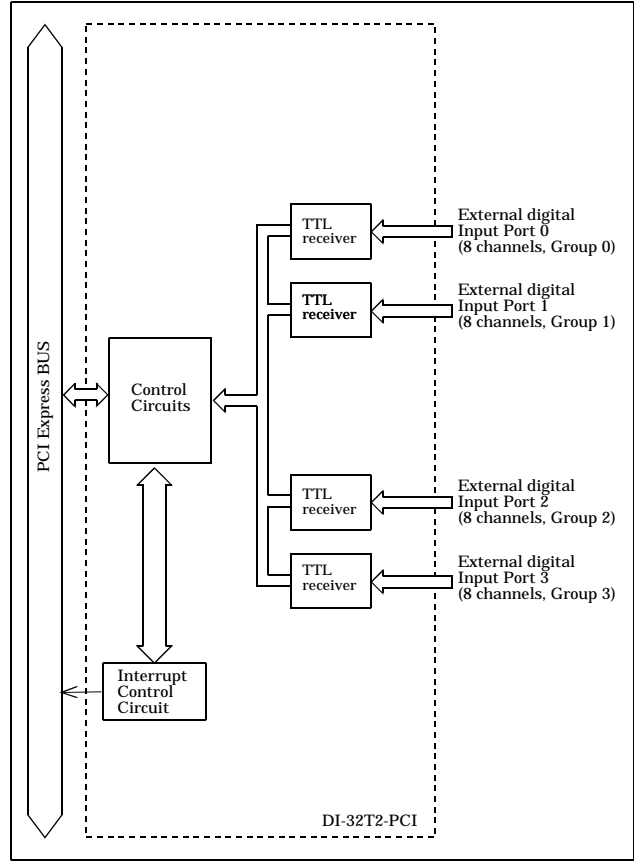 TTL
receiver
External digital
Input Port 0
(8 channels, Group 0)
TTL
receiver
External digital
Input Port 1
(8 channels, Group 1)
PCI Express BUS
Control
Circuits
TTL
receiver
External digital
Input Port 2
(8 channels, Group 2)
TTL
receiver
External digital
Input Port 3
(8 channels, Group 3)
Interrupt
Control
Circuit
DI-32T2-PCI